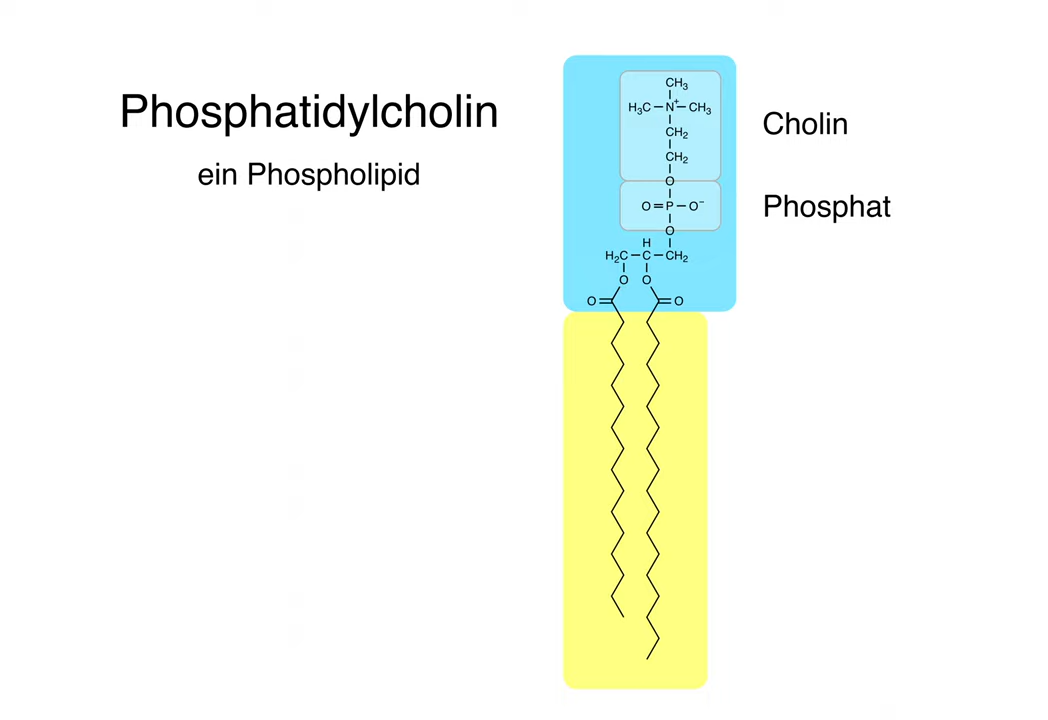 Phosphatidylcholin
ein Phospholipid
CH₃
H₃C–N⁺–CH₃
CH₂
CH₂
O
O=P–O⁻
O
H
H₂C–C–CH₂
O O
O= =O
Cholin
Phosphat